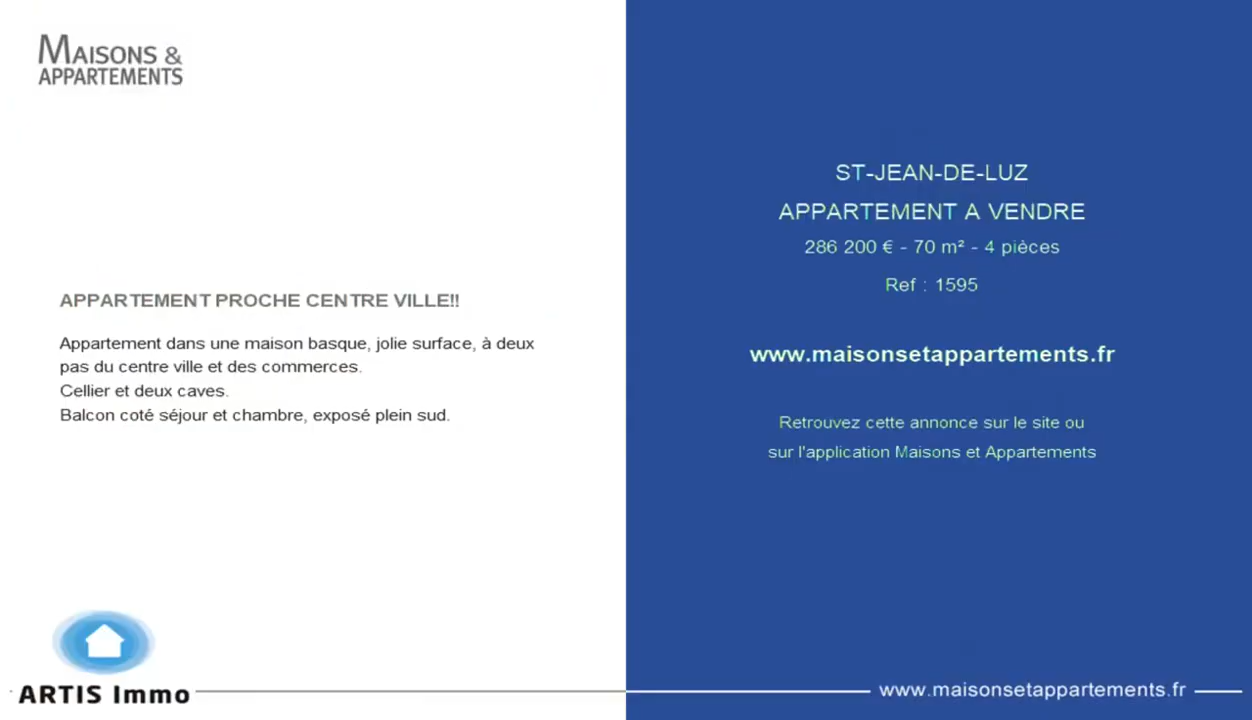 MAISONS &
APPARTEMENTS
APPARTEMENT PROCHE CENTRE VILLE!!
Appartement dans une maison basque, jolie surface, à deux
pas du centre ville et des commerces.
Cellier et deux caves.
Balcon coté séjour et chambre, exposé plein sud.
ARTIS Immo
ST-JEAN-DE-LUZ
APPARTEMENT A VENDRE
286 200 € - 70 m² - 4 pièces
Ref : 1595
www.maisonsetappartements.fr
Retrouvez cette annonce sur le site ou
sur l'application Maisons et Appartements
www.maisonsetappartements.fr